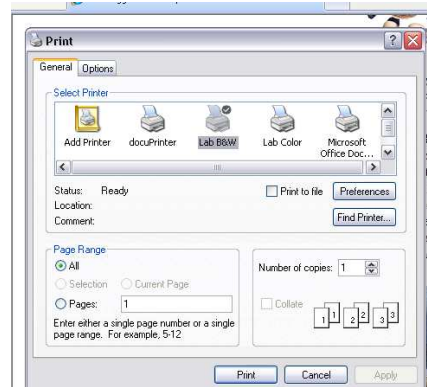 Print
General Options
Select Printer
Add Printer docuPrinter Lab B&W Lab Color Microsoft Office Doc...
Status: Ready
Print to file Preferences
Location:
Comment:
Find Printer...
Page Range
All
Selection Current Page
Pages: 1
Enter either a single page number or a single
page range. For example, 5-12
Number of copies: 1
Collate
1 1 2 2 3 3
Print Cancel Apply